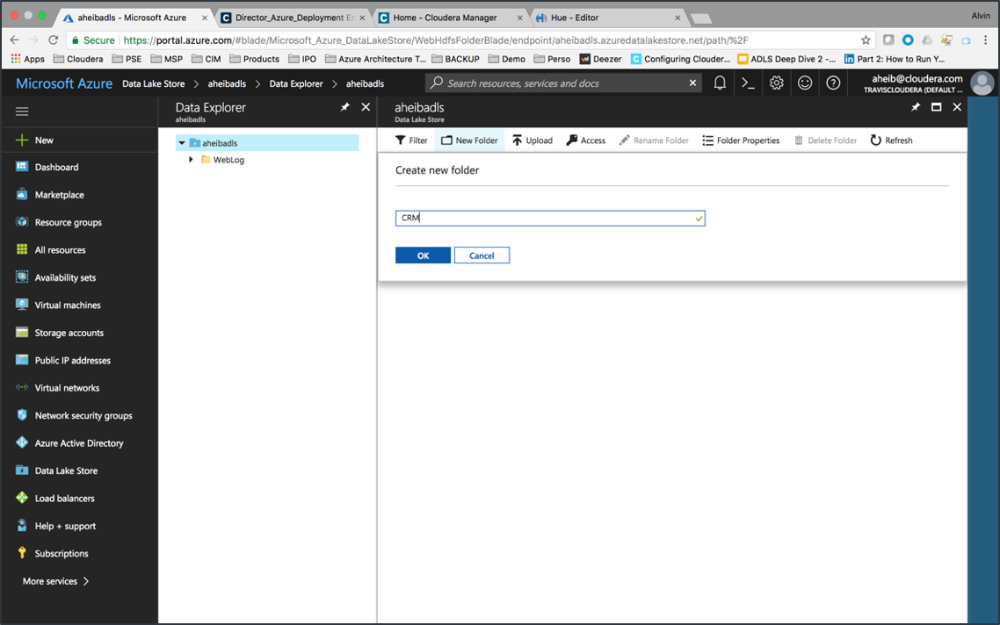 aheibadls - Microsoft Azure
Director_Azure_Deployment En
Home - Cloudera Manager
Hue - Editor
Alvin
Secure https://portal.azure.com/#blade/Microsoft_Azure_DataLakeStore/WebHdfsFolderBlade/endpoint/aheibadls.azuredatalakestore.net/path/%2F
Apps Cloudera PSE MSP CIM Products IPO Azure Architecture T... BACKUP Demo Perso Deezer Configuring Clouder... ADLS Deep Dive 2 -... Part 2: How to Run Y...
Microsoft Azure Data Lake Store > aheibadls > Data Explorer > aheibadls
Search resources, services and docs
aheib@cloudera.com
TRAVISCLOUDERA (DEFAULT ...
New
Dashboard
Marketplace
Resource groups
All resources
Availability sets
Virtual machines
Storage accounts
Public IP addresses
Virtual networks
Network security groups
Azure Active Directory
Data Lake Store
Load balancers
Help + support
Subscriptions
More services >
Data Explorer
aheibadls
aheibadls
WebLog
aheibadls
Data Lake Store
Filter New Folder Upload Access Rename Folder Folder Properties Delete Folder Refresh
Create new folder
CRM
OK Cancel